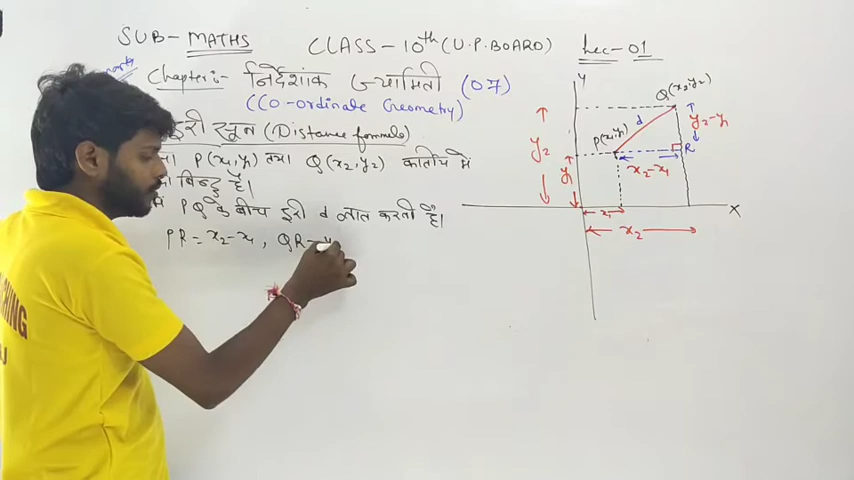 SUB- MATHS CLASS-10th (U.P.BOARD) Lec-01
Chapter:- निर्देशांक ज्यामिती (07)
(Co-ordinate Geometry)
दूरी सूत्र (Distance formula)
P(x₁,y₁) तथा Q(x₂,y₂) कार्तीय में
बिन्दु हैं।
में PQ के बीच दूरी d ज्ञात करती हैं।
PR = x₂-x₁, QR = y
Y
Q(x₂,y₂)
d
P(x₁,y₁)
y₂-y₁
R
y₂
y₁
x₂-x₁
x₁
X
x₂